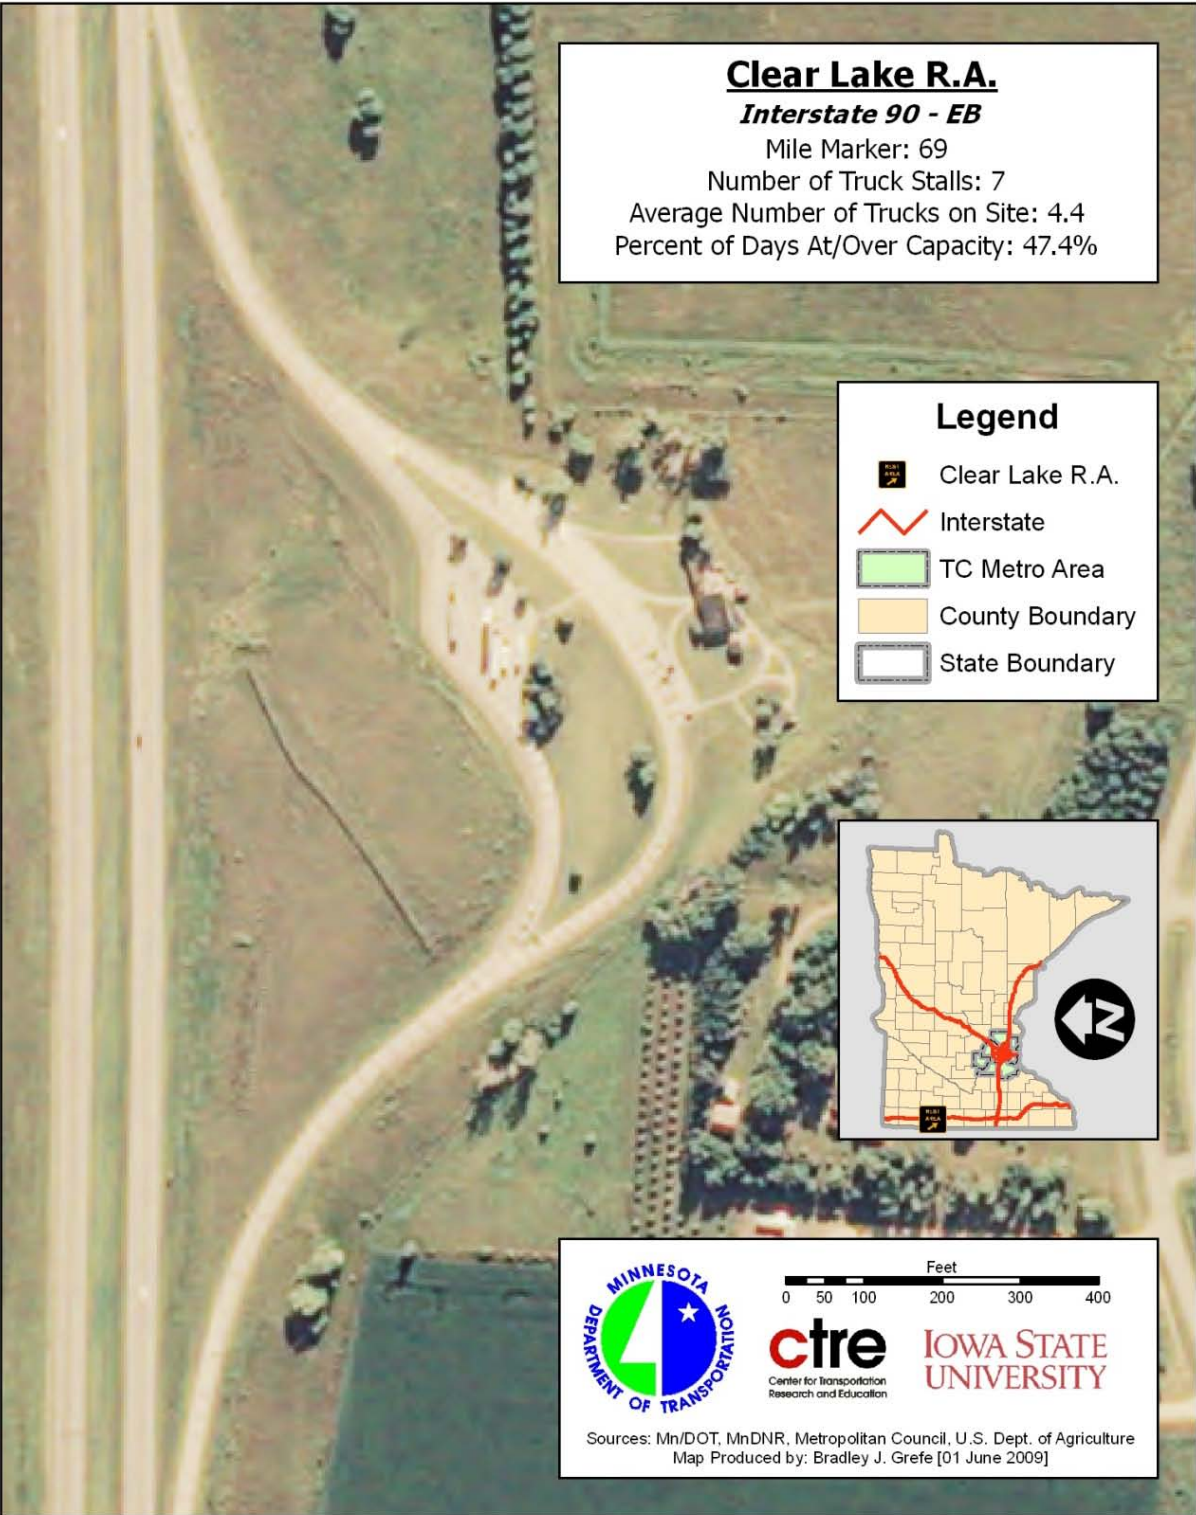 Clear Lake R.A.
Interstate 90 - EB
Mile Marker: 69
Number of Truck Stalls: 7
Average Number of Trucks on Site: 4.4
Percent of Days At/Over Capacity: 47.4%
Legend
REST AREA
Clear Lake R.A.
Interstate
TC Metro Area
County Boundary
State Boundary
N
REST AREA
MINNESOTA
DEPARTMENT OF TRANSPORTATION
Feet
0 50 100 200 300 400
ctre
Center for Transportation
Research and Education
IOWA STATE
UNIVERSITY
Sources: Mn/DOT, MnDNR, Metropolitan Council, U.S. Dept. of Agriculture
Map Produced by: Bradley J. Grefe [01 June 2009]